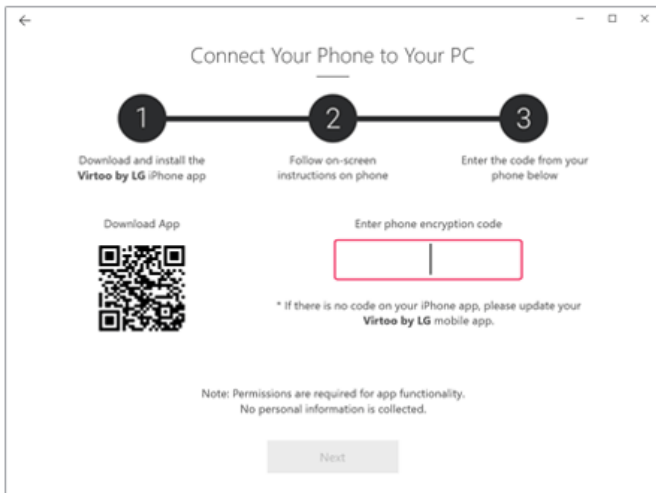 Connect Your Phone to Your PC
1
2
3
Download and install the
Virtoo by LG iPhone app
Follow on-screen
instructions on phone
Enter the code from your
phone below
Download App
Enter phone encryption code
* If there is no code on your iPhone app, please update your
Virtoo by LG mobile app.
Note: Permissions are required for app functionality.
No personal information is collected.
Next